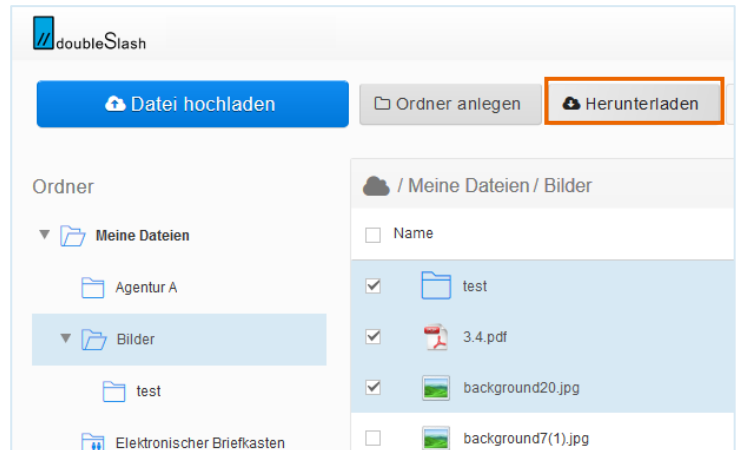 // doubleSlash
Datei hochladen
Ordner anlegen
Herunterladen
Ordner
/ Meine Dateien / Bilder
Meine Dateien
Name
Agentur A
test
Bilder
3.4.pdf
test
background20.jpg
Elektronischer Briefkasten
background7(1).jpg